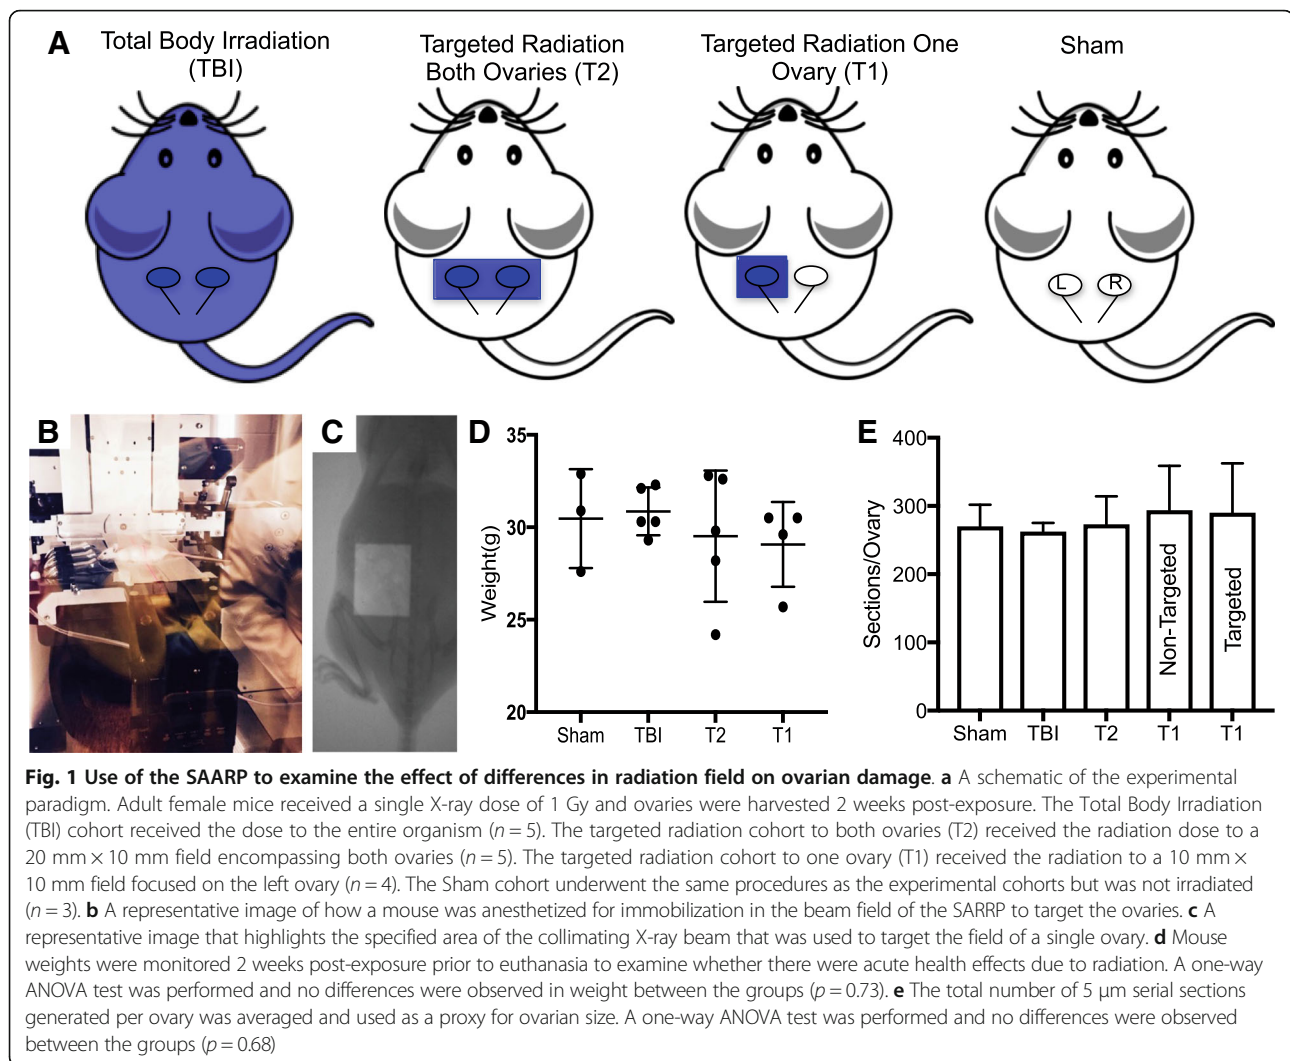 A
Total Body Irradiation
(TBI)
Targeted Radiation
Both Ovaries (T2)
Targeted Radiation One
Ovary (T1)
Sham
L
R
B
C
D
35
30
25
20
Weight(g)
Sham
TBI
T2
T1
E
400
300
200
100
0
Sections/Ovary
Non-Targeted
Targeted
Sham
TBI
T2
T1
T1
Fig. 1 Use of the SAARP to examine the effect of differences in radiation field on ovarian damage. a A schematic of the experimental
paradigm. Adult female mice received a single X-ray dose of 1 Gy and ovaries were harvested 2 weeks post-exposure. The Total Body Irradiation
(TBI) cohort received the dose to the entire organism (n = 5). The targeted radiation cohort to both ovaries (T2) received the radiation dose to a
20 mm × 10 mm field encompassing both ovaries (n = 5). The targeted radiation cohort to one ovary (T1) received the radiation to a 10 mm ×
10 mm field focused on the left ovary (n = 4). The Sham cohort underwent the same procedures as the experimental cohorts but was not irradiated
(n = 3). b A representative image of how a mouse was anesthetized for immobilization in the beam field of the SARRP to target the ovaries. c A
representative image that highlights the specified area of the collimating X-ray beam that was used to target the field of a single ovary. d Mouse
weights were monitored 2 weeks post-exposure prior to euthanasia to examine whether there were acute health effects due to radiation. A one-way
ANOVA test was performed and no differences were observed in weight between the groups (p = 0.73). e The total number of 5 μm serial sections
generated per ovary was averaged and used as a proxy for ovarian size. A one-way ANOVA test was performed and no differences were observed
between the groups (p = 0.68)